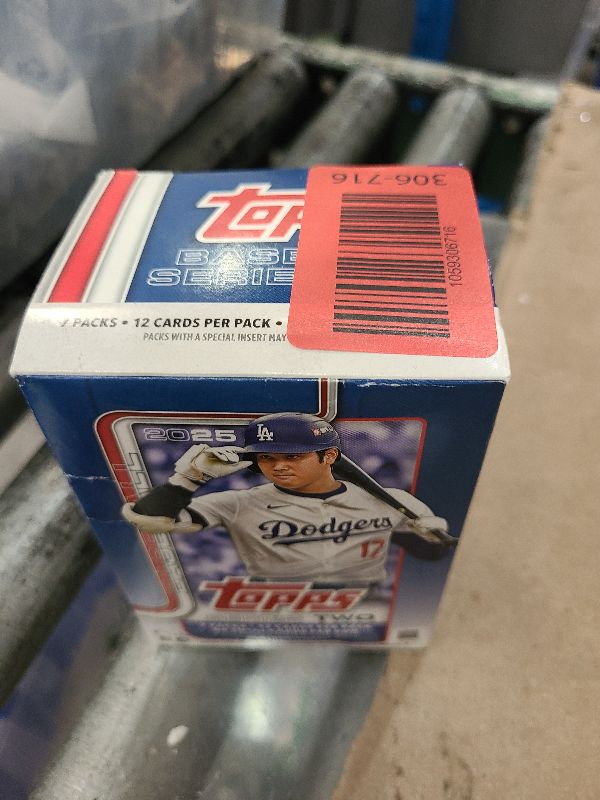 306-716
1059306716
Topps
BASE
SERIE
7 PACKS • 12 CARDS PER PACK •
PACKS WITH A SPECIAL INSERT MAY
2025
LA
Dodgers
17
Topps
TWO